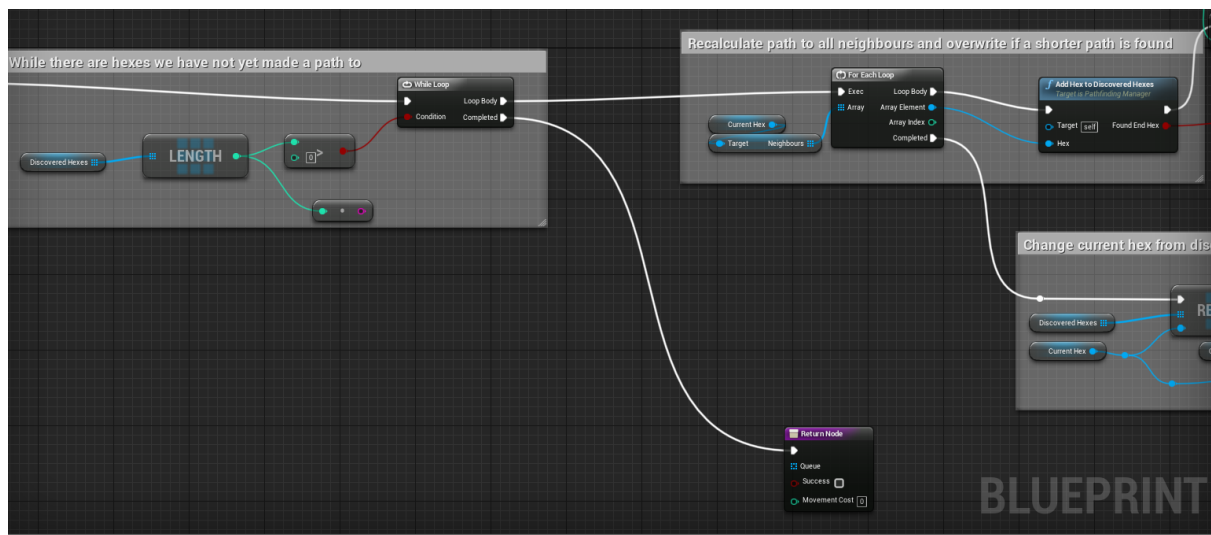 While there are hexes we have not yet made a path to
While Loop
Loop Body
Condition
Completed
Discovered Hexes
LENGTH
>
0
Recalculate path to all neighbours and overwrite if a shorter path is found
For Each Loop
Exec
Loop Body
Array
Array Element
Array Index
Completed
Current Hex
Target
Neighbours
Add Hex to Discovered Hexes
Target is Pathfinding Manager
Target
self
Found End Hex
Hex
Change current hex from
Discovered Hexes
Current Hex
Return Node
Queue
Success
Movement Cost
0
BLUEPRINT